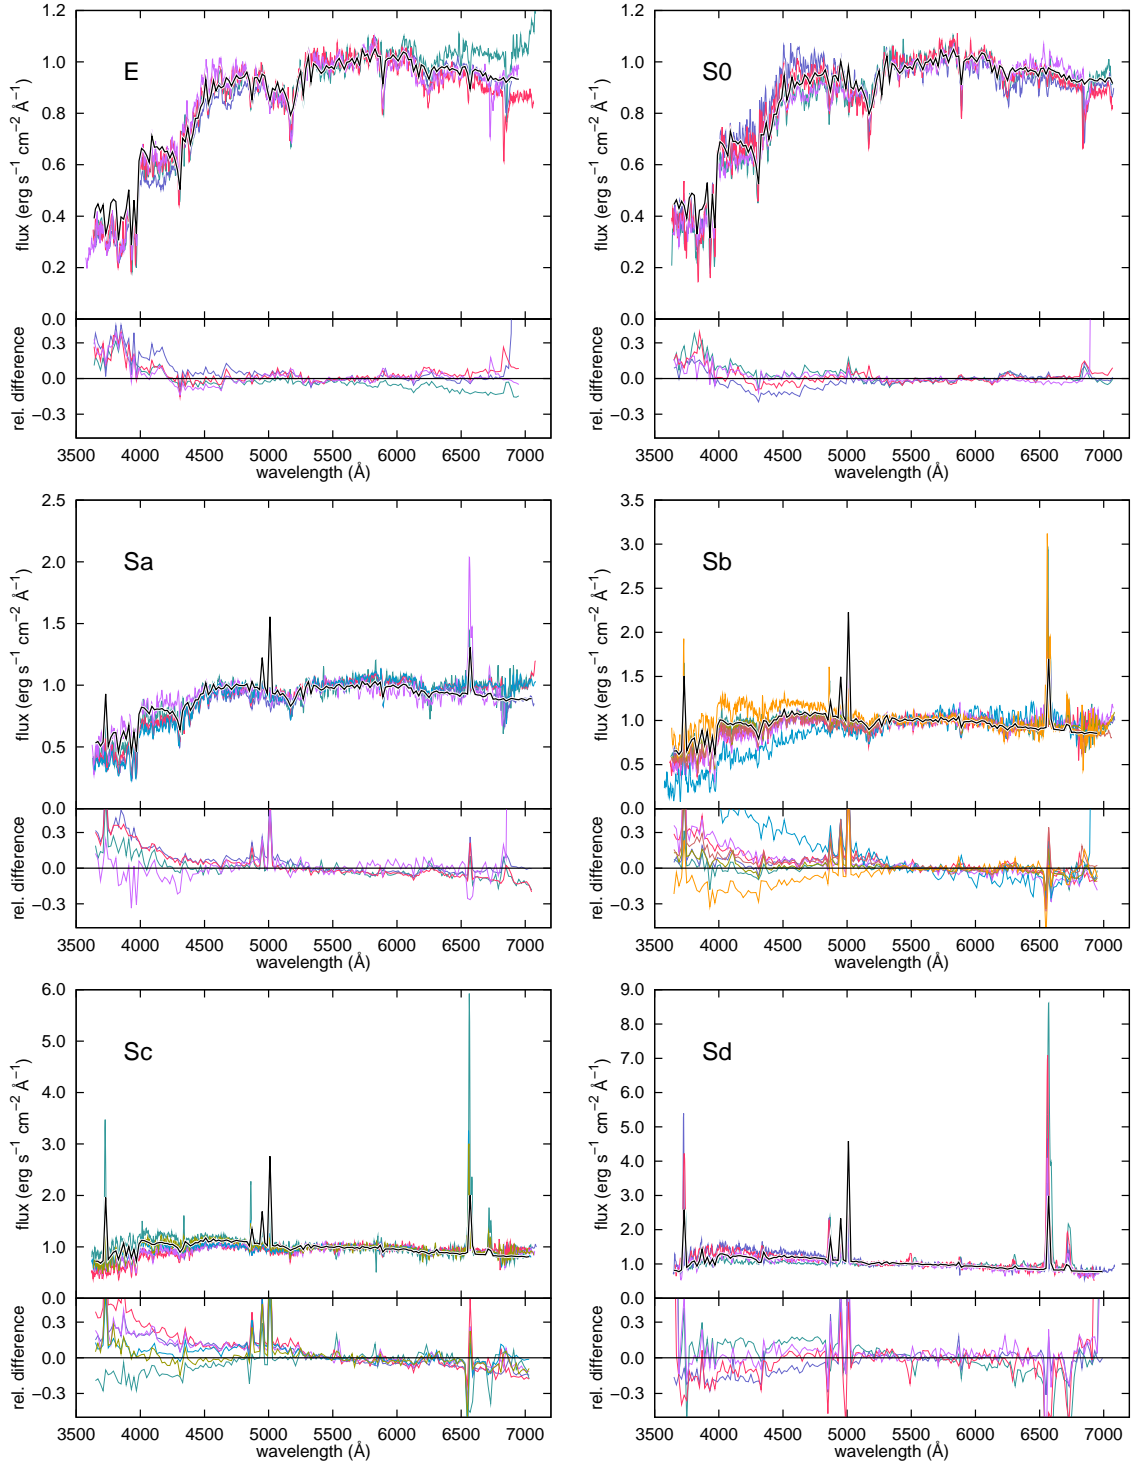 1.2
1.0
0.8
0.6
0.4
0.2
0.0
flux (erg s⁻¹ cm⁻² Å⁻¹)
E
0.3
0.0
−0.3
rel. difference
3500 4000 4500 5000 5500 6000 6500 7000
wavelength (Å)
1.2
1.0
0.8
0.6
0.4
0.2
0.0
flux (erg s⁻¹ cm⁻² Å⁻¹)
S0
0.3
0.0
−0.3
rel. difference
3500 4000 4500 5000 5500 6000 6500 7000
wavelength (Å)
2.5
2.0
1.5
1.0
0.5
0.0
flux (erg s⁻¹ cm⁻² Å⁻¹)
Sa
0.3
0.0
−0.3
rel. difference
3500 4000 4500 5000 5500 6000 6500 7000
wavelength (Å)
3.5
3.0
2.5
2.0
1.5
1.0
0.5
0.0
flux (erg s⁻¹ cm⁻² Å⁻¹)
Sb
0.3
0.0
−0.3
rel. difference
3500 4000 4500 5000 5500 6000 6500 7000
wavelength (Å)
6.0
5.0
4.0
3.0
2.0
1.0
0.0
flux (erg s⁻¹ cm⁻² Å⁻¹)
Sc
0.3
0.0
−0.3
rel. difference
3500 4000 4500 5000 5500 6000 6500 7000
wavelength (Å)
9.0
8.0
7.0
6.0
5.0
4.0
3.0
2.0
1.0
0.0
flux (erg s⁻¹ cm⁻² Å⁻¹)
Sd
0.3
0.0
−0.3
rel. difference
3500 4000 4500 5000 5500 6000 6500 7000
wavelength (Å)